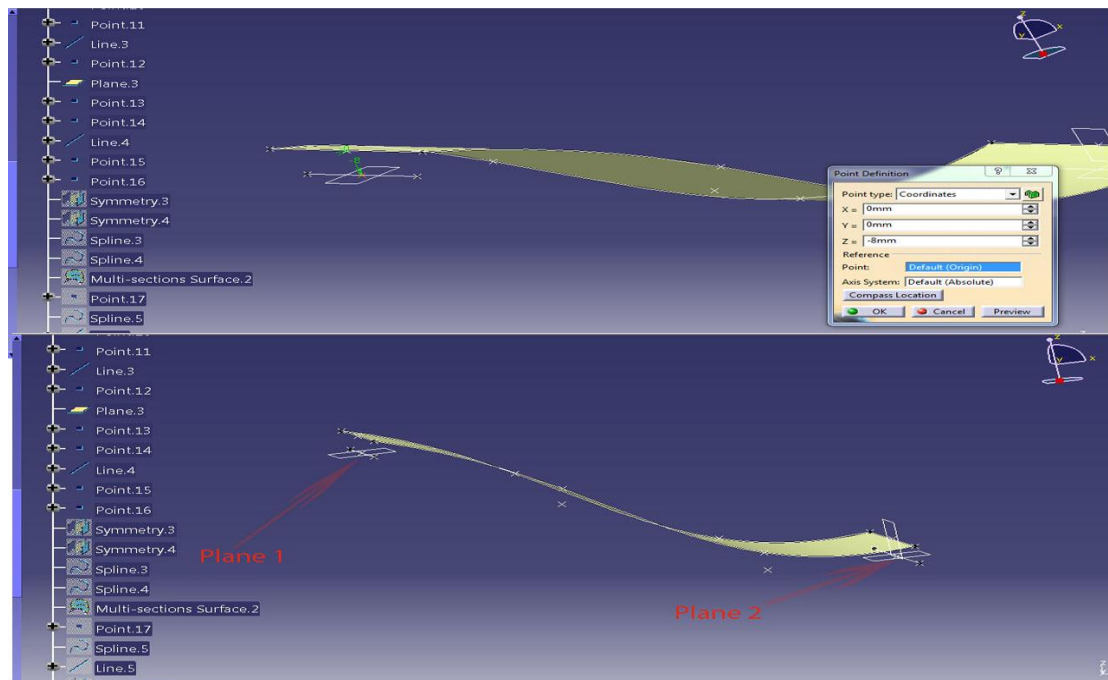 Point.11
Line.3
Point.12
Plane.3
Point.13
Point.14
Line.4
Point.15
Point.16
Symmetry.3
Symmetry.4
Spline.3
Spline.4
Multi-sections Surface.2
Point.17
Spline.5
-8
z
x
y
Point Definition
? 
Point type: Coordinates
X = 0mm
Y = 0mm
Z = -8mm
Reference
Point: Default (Origin)
Axis System: Default (Absolute)
Compass Location
OK Cancel Preview
Point.11
Line.3
Point.12
Plane.3
Point.13
Point.14
Line.4
Point.15
Point.16
Symmetry.3
Symmetry.4
Spline.3
Spline.4
Multi-sections Surface.2
Point.17
Spline.5
Line.5
Plane 1
Plane 2
z
x